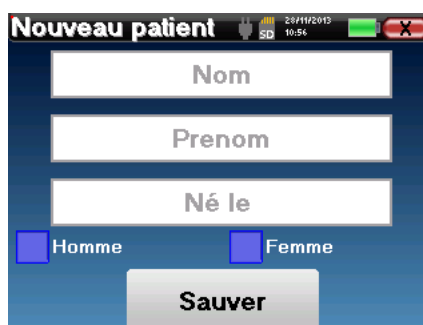 Nouveau patient SD 28/11/2013
10:56 X
Nom
Prenom
Né le
Homme Femme
Sauver